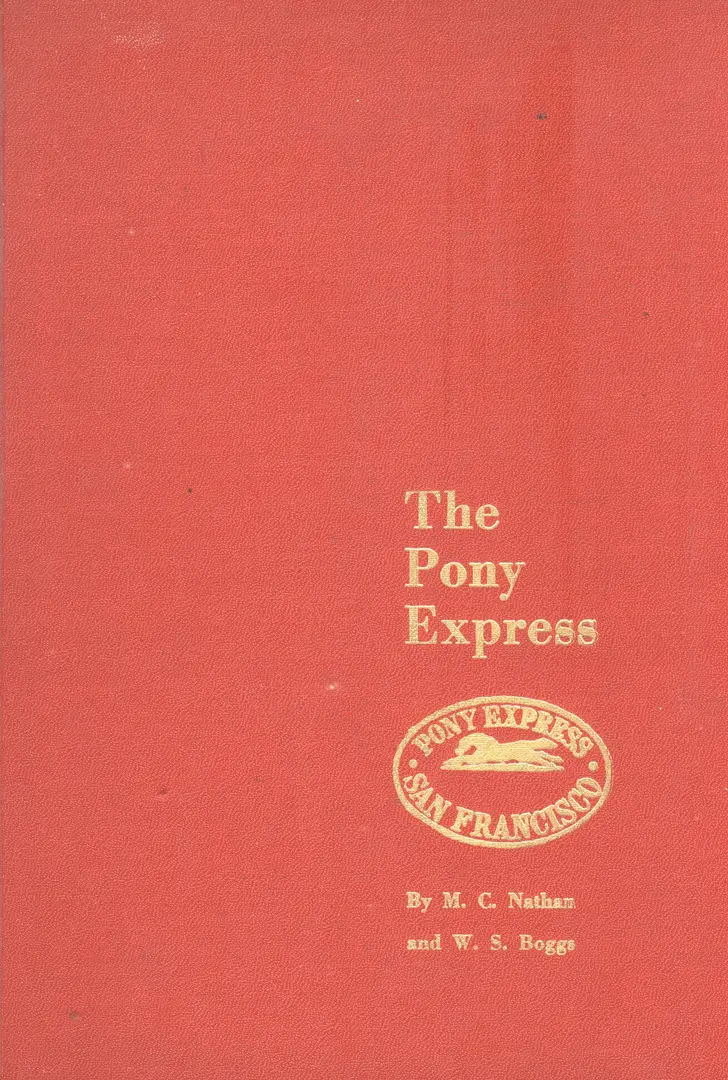 The
Pony
Express
PONY EXPRESS
SAN FRANCISCO
By M. C. Nathan
and W. S. Boggs